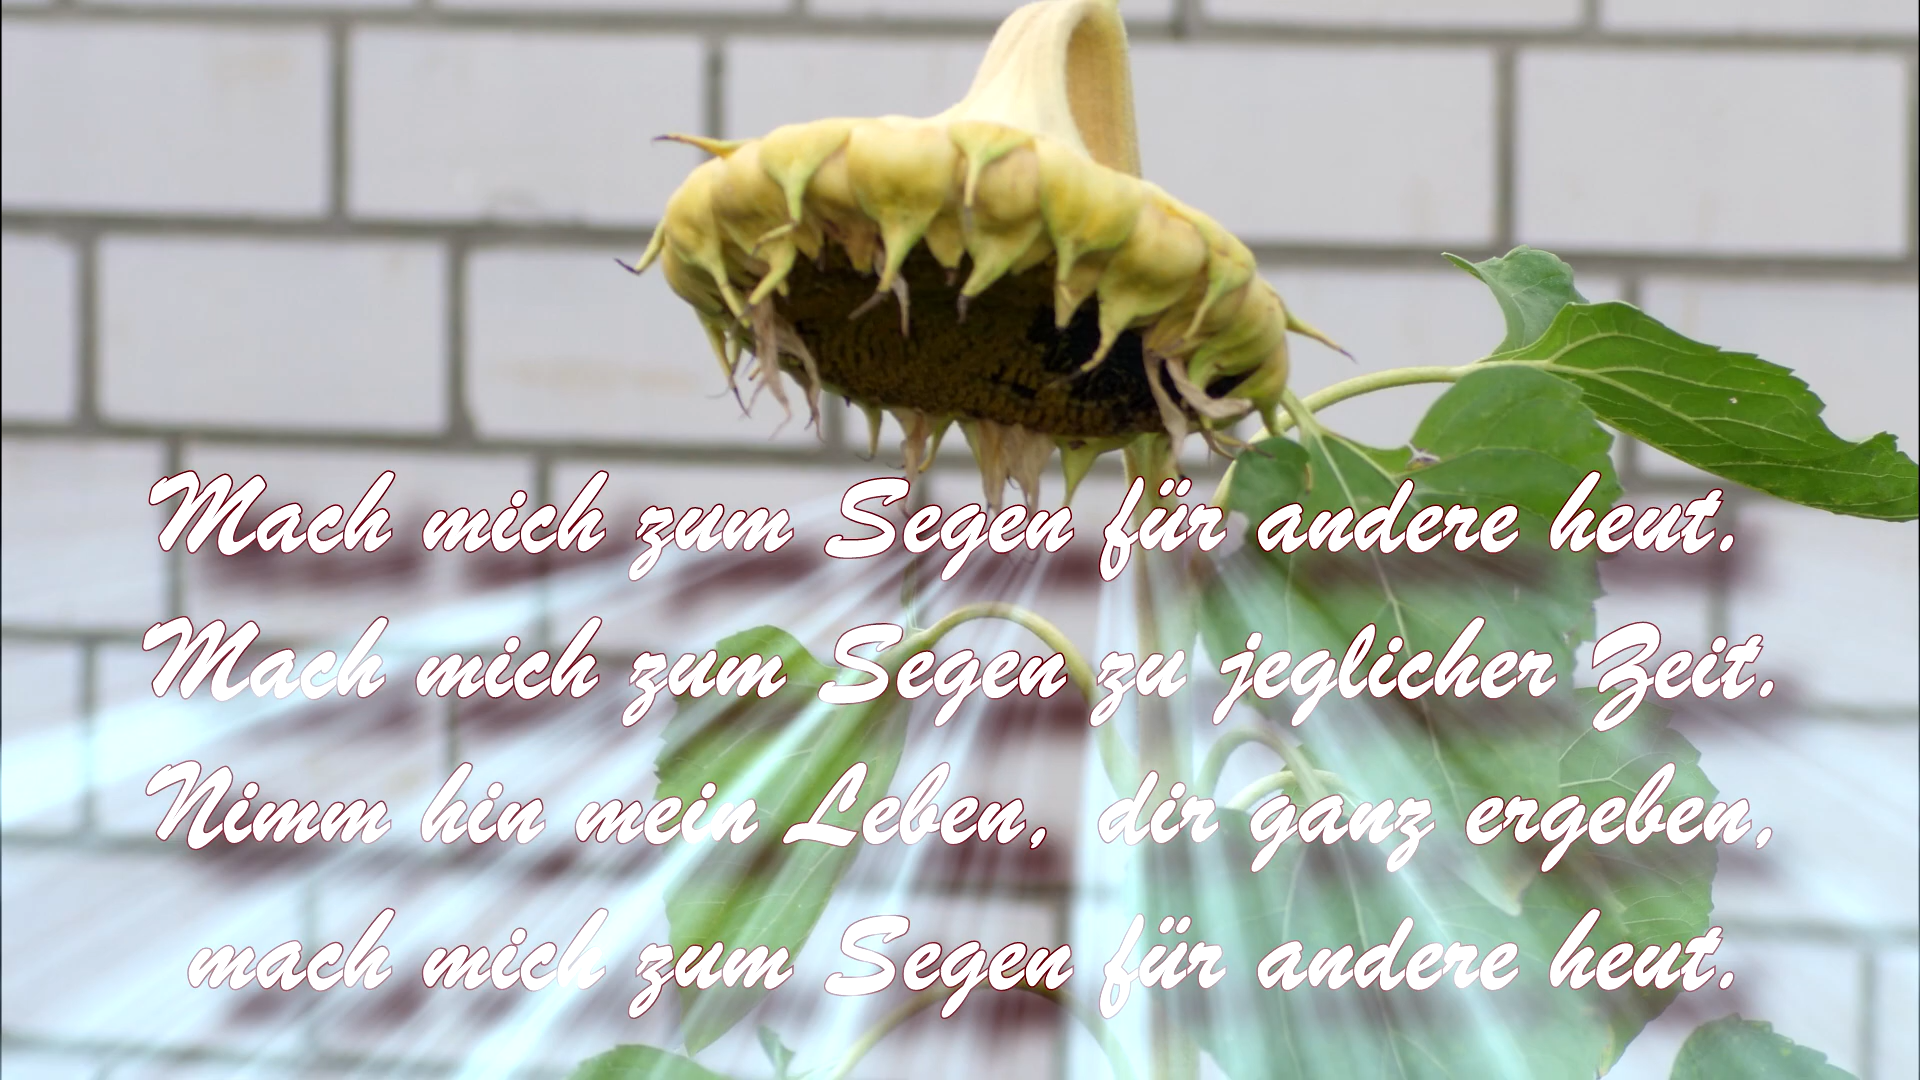 Mach mich zum Segen für andere heut.
Mach mich zum Segen zu jeglicher Zeit.
Nimm hin mein Leben, dir ganz ergeben,
mach mich zum Segen für andere heut.